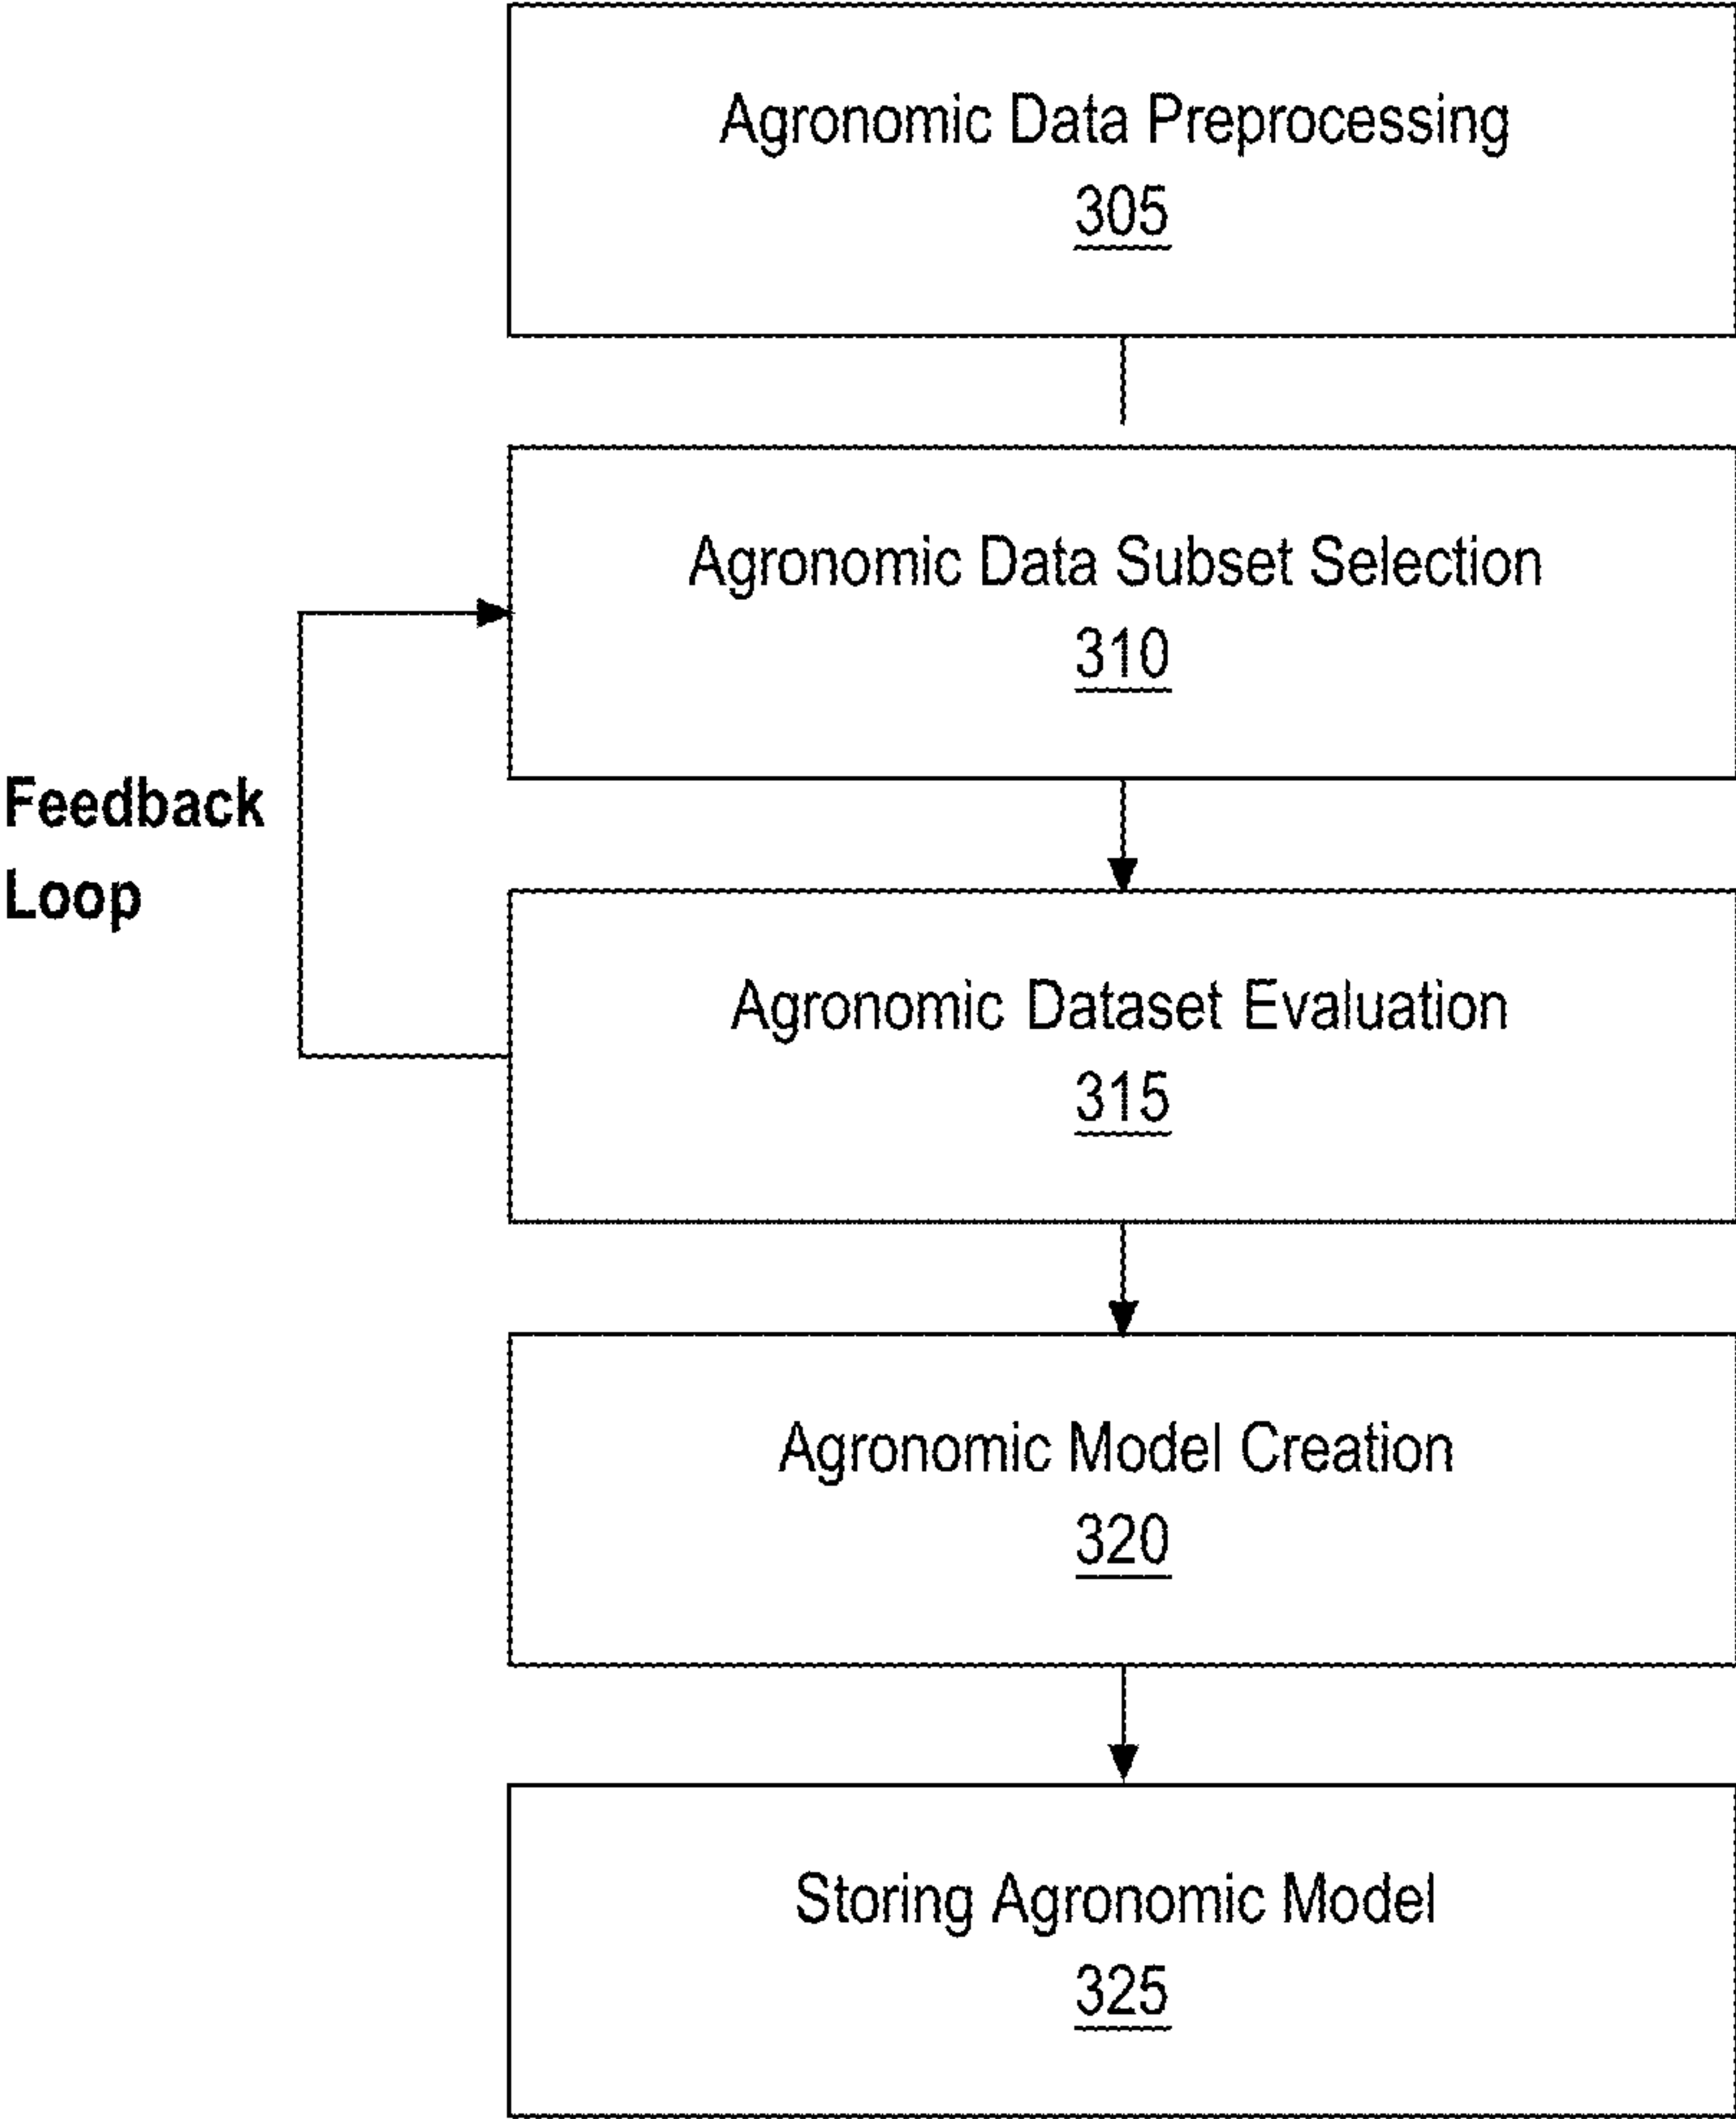 Agronomic Data Preprocessing
305
Agronomic Data Subset Selection
310
Feedback
Loop
Agronomic Dataset Evaluation
315
Agronomic Model Creation
320
Storing Agronomic Model
325